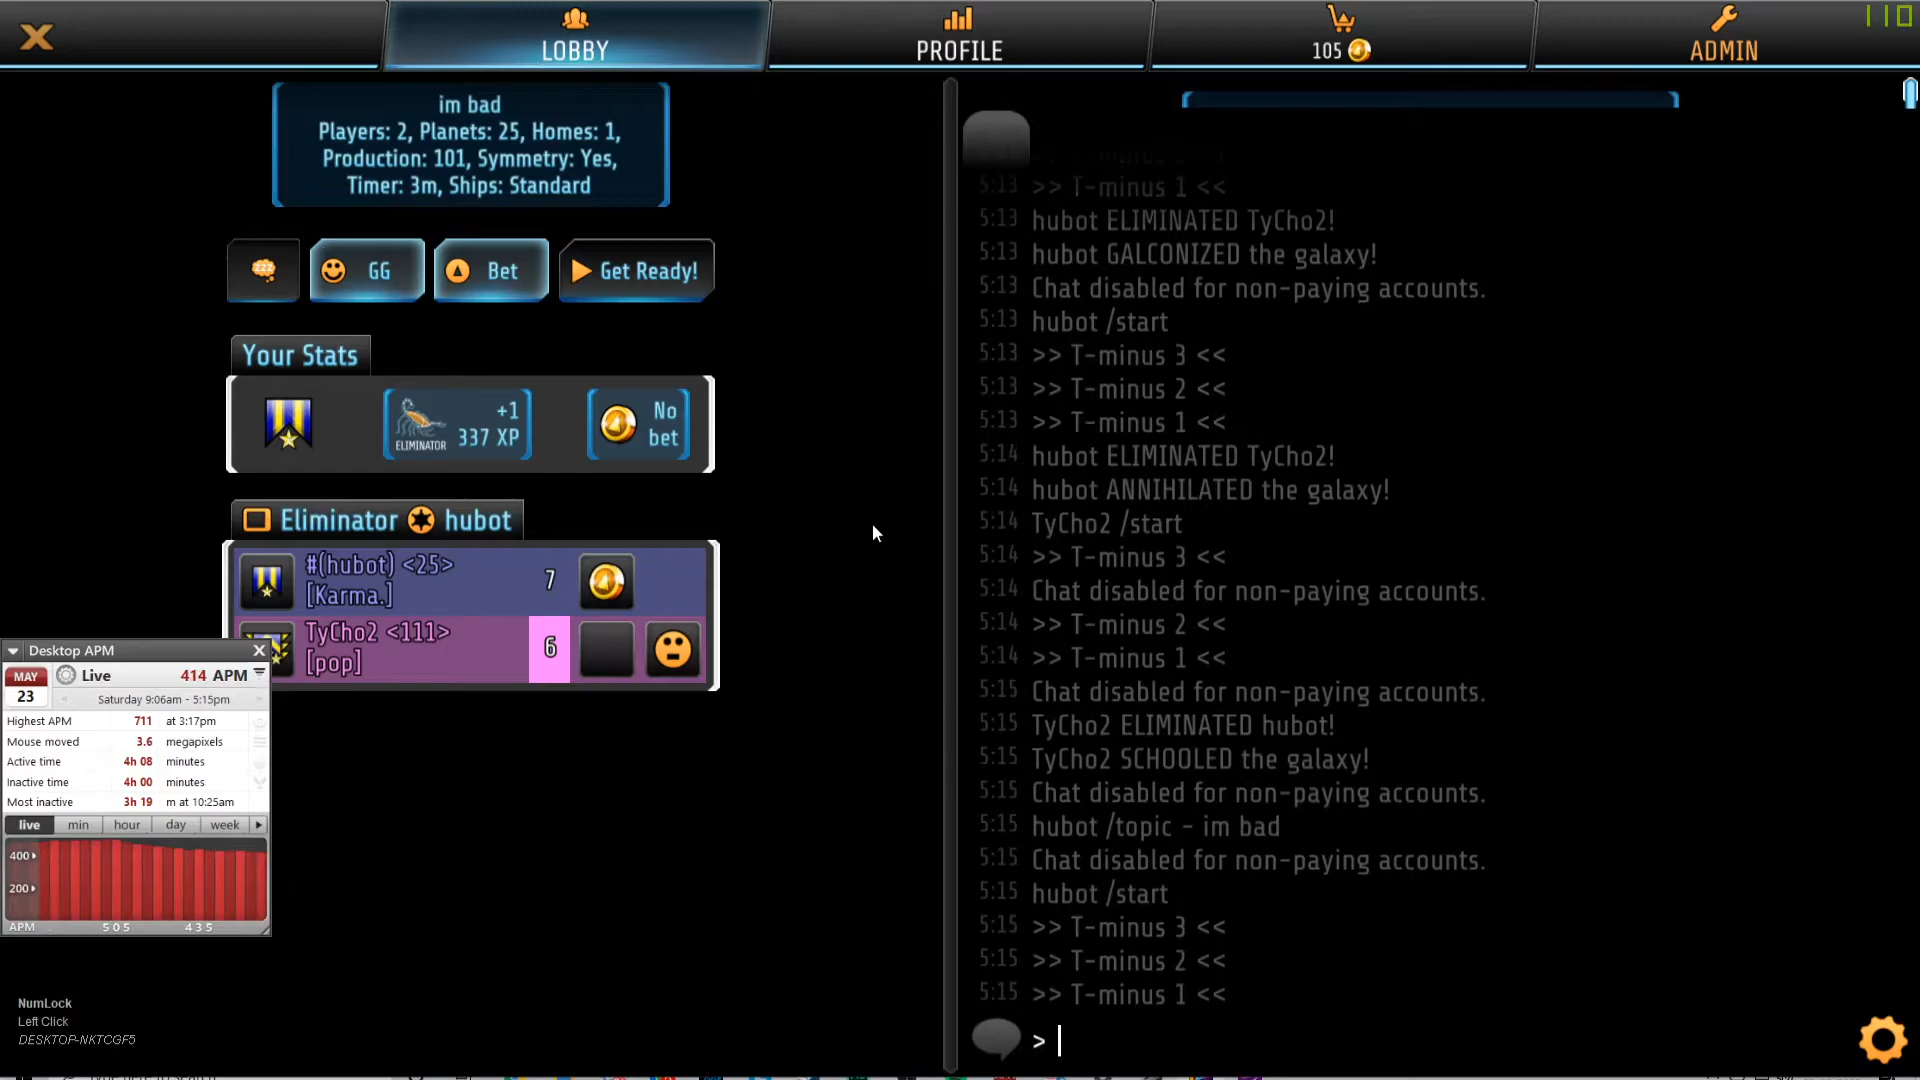 LOBBY
PROFILE
105
ADMIN
110
im bad
Players: 2, Planets: 25, Homes: 1,
Production: 101, Symmetry: Yes,
Timer: 3m, Ships: Standard
zzz
GG
Bet
Get Ready!
Your Stats
ELIMINATOR
+1
337 XP
No
bet
Eliminator hubot
#(hubot) <25>
[Karma.]
7
TyCho2 <111>
[pop]
6
Desktop APM
MAY
23
Live
414 APM
Saturday 9:06am - 5:15pm
Highest APM 711 at 3:17pm
Mouse moved 3.6 megapixels
Active time 4h 08 minutes
Inactive time 4h 00 minutes
Most inactive 3h 19 m at 10:25am
live min hour day week
400
200
APM 505 435
NumLock
Left Click
DESKTOP-NKTCGF5
5:13 >> T-minus 1 <<
5:13 hubot ELIMINATED TyCho2!
5:13 hubot GALCONIZED the galaxy!
5:13 Chat disabled for non-paying accounts.
5:13 hubot /start
5:13 >> T-minus 3 <<
5:13 >> T-minus 2 <<
5:13 >> T-minus 1 <<
5:14 hubot ELIMINATED TyCho2!
5:14 hubot ANNIHILATED the galaxy!
5:14 TyCho2 /start
5:14 >> T-minus 3 <<
5:14 Chat disabled for non-paying accounts.
5:14 >> T-minus 2 <<
5:14 >> T-minus 1 <<
5:15 Chat disabled for non-paying accounts.
5:15 TyCho2 ELIMINATED hubot!
5:15 TyCho2 SCHOOLED the galaxy!
5:15 Chat disabled for non-paying accounts.
5:15 hubot /topic - im bad
5:15 Chat disabled for non-paying accounts.
5:15 hubot /start
5:15 >> T-minus 3 <<
5:15 >> T-minus 2 <<
5:15 >> T-minus 1 <<
>